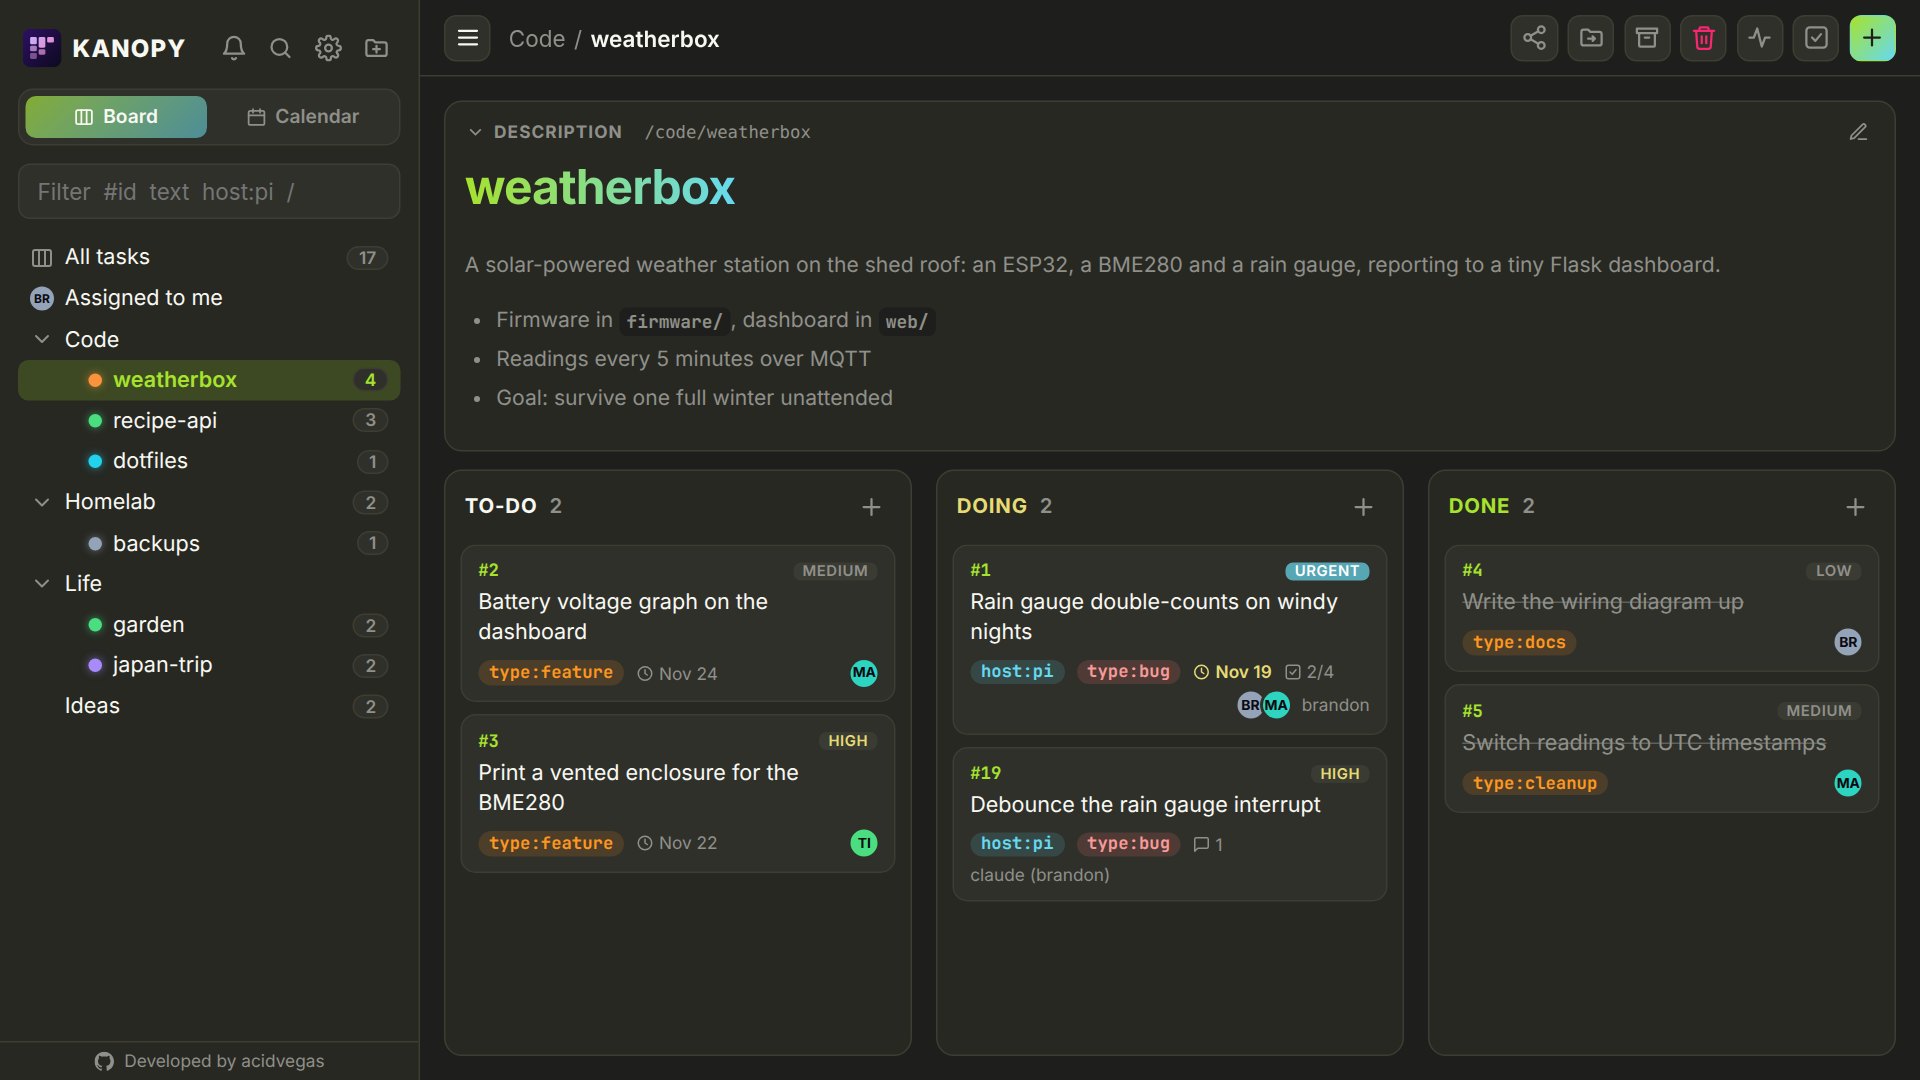 KANOPY
Board
Calendar
Filter #id text host:pi /
All tasks 17
BR Assigned to me
Code
weatherbox 4
recipe-api 3
dotfiles 1
Homelab 2
backups 1
Life
garden 2
japan-trip 2
Ideas 2
Developed by acidvegas
Code / weatherbox
DESCRIPTION /code/weatherbox
weatherbox
A solar-powered weather station on the shed roof: an ESP32, a BME280 and a rain gauge, reporting to a tiny Flask dashboard.
• Firmware in firmware/, dashboard in web/
• Readings every 5 minutes over MQTT
• Goal: survive one full winter unattended
TO-DO 2
#2 MEDIUM
Battery voltage graph on the
dashboard
type:feature Nov 24 MA
#3 HIGH
Print a vented enclosure for the
BME280
type:feature Nov 22 TI
DOING 2
#1 URGENT
Rain gauge double-counts on windy
nights
host:pi type:bug Nov 19 2/4
BR MA brandon
#19 HIGH
Debounce the rain gauge interrupt
host:pi type:bug 1
claude (brandon)
DONE 2
#4 LOW
Write the wiring diagram up
type:docs BR
#5 MEDIUM
Switch readings to UTC timestamps
type:cleanup MA